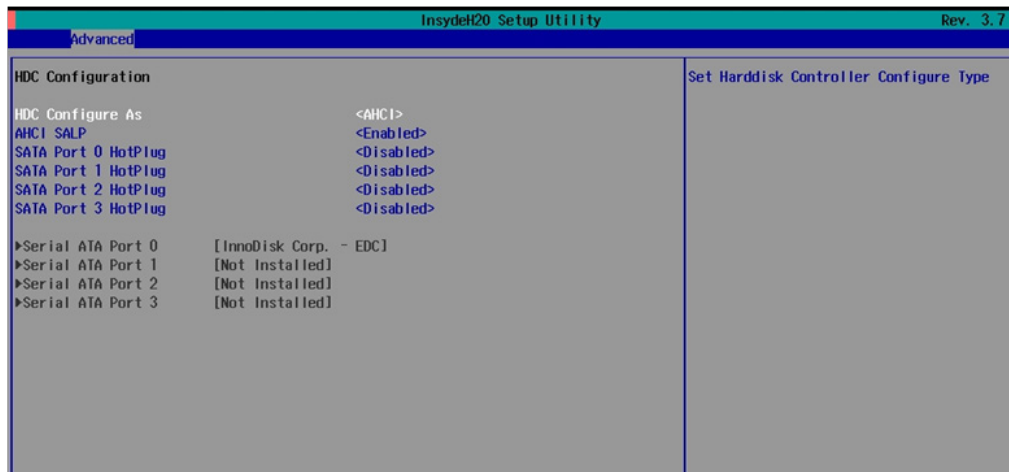 InsydeH20 Setup Utility Rev. 3.7
Advanced
HDC Configuration
Set Harddisk Controller Configure Type
HDC Configure As <AHCI>
AHCI SALP <Enabled>
SATA Port 0 HotPlug <Disabled>
SATA Port 1 HotPlug <Disabled>
SATA Port 2 HotPlug <Disabled>
SATA Port 3 HotPlug <Disabled>
▶Serial ATA Port 0 [InnoDisk Corp. - EDC]
▶Serial ATA Port 1 [Not Installed]
▶Serial ATA Port 2 [Not Installed]
▶Serial ATA Port 3 [Not Installed]